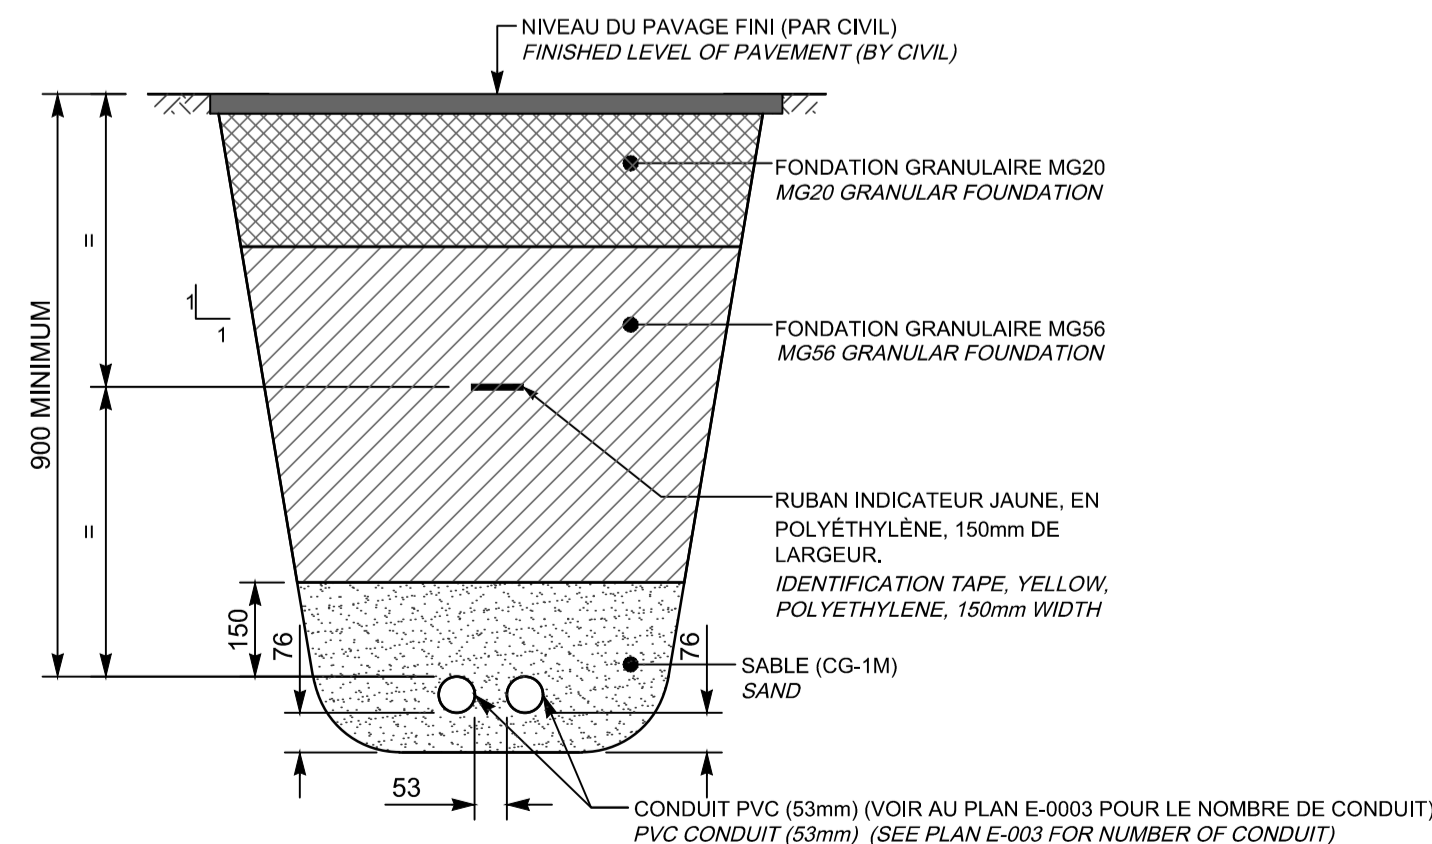 NIVEAU DU PAVAGE FINI (PAR CIVIL)
FINISHED LEVEL OF PAVEMENT (BY CIVIL)
FONDATION GRANULAIRE MG20
MG20 GRANULAR FOUNDATION
=
1
1
900 MINIMUM
FONDATION GRANULAIRE MG56
MG56 GRANULAR FOUNDATION
=
RUBAN INDICATEUR JAUNE, EN
POLYÉTHYLÈNE, 150mm DE
LARGEUR.
IDENTIFICATION TAPE, YELLOW,
POLYETHYLENE, 150mm WIDTH
150
76
76
SABLE (CG-1M)
SAND
53
CONDUIT PVC (53mm) (VOIR AU PLAN E-0003 POUR LE NOMBRE DE CONDUIT)
PVC CONDUIT (53mm) (SEE PLAN E-003 FOR NUMBER OF CONDUIT)